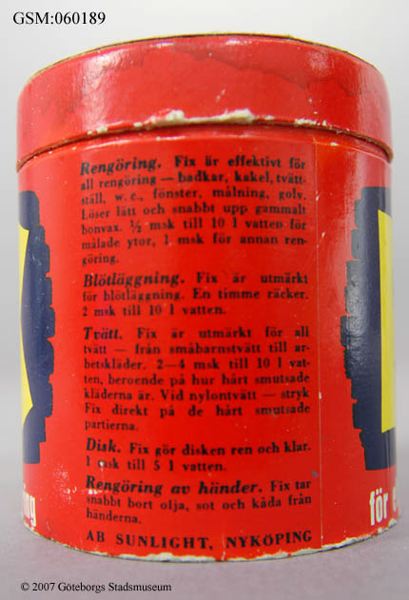 GSM:060189
Rengöring. Fix är effektivt för
all rengöring — badkar, kakel, tvätt-
ställ, w. c., fönster, målning, golv.
Löser lätt och snabbt upp gammalt
bonvax. ½ msk till 10 l vatten för
målade ytor, 1 msk för annan ren-
göring.
Blötläggning. Fix är utmärkt
för blötläggning. En timme räcker.
2 msk till 10 l vatten.
Tvätt. Fix är utmärkt för all
tvätt — från småbarnstvätt till ar-
betskläder. 2—4 msk till 10 l vat-
ten, beroende på hur hårt smutsade
kläderna är. Vid nylontvätt — stryk
Fix direkt på de hårt smutsade
partierna.
Disk. Fix gör disken ren och klar.
1 msk till 5 l vatten.
Rengöring av händer. Fix tar
snabbt bort olja, sot och kåda från
händerna.
AB SUNLIGHT, NYKÖPING
ng
för
© 2007 Göteborgs Stadsmuseum